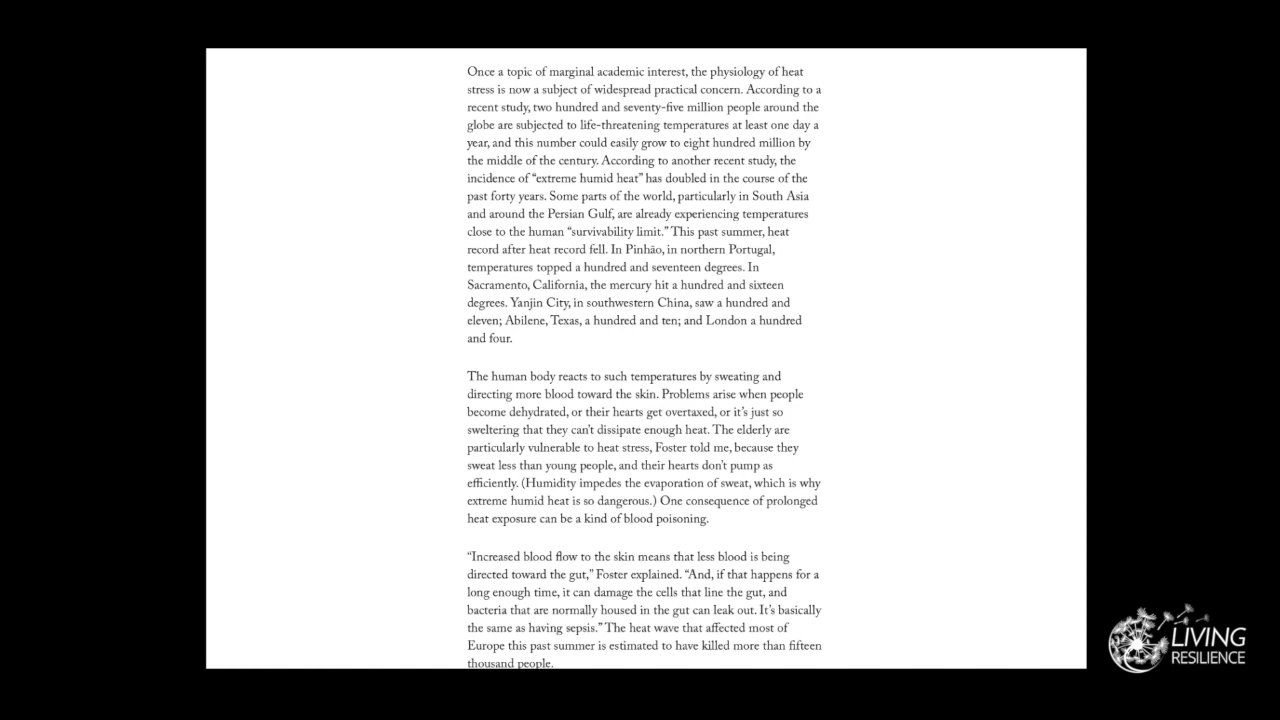 Once a topic of marginal academic interest, the physiology of heat
stress is now a subject of widespread practical concern. According to a
recent study, two hundred and seventy-five million people around the
globe are subjected to life-threatening temperatures at least one day a
year, and this number could easily grow to eight hundred million by
the middle of the century. According to another recent study, the
incidence of “extreme humid heat” has doubled in the course of the
past forty years. Some parts of the world, particularly in South Asia
and around the Persian Gulf, are already experiencing temperatures
close to the human “survivability limit.” This past summer, heat
record after heat record fell. In Pinhão, in northern Portugal,
temperatures topped a hundred and seventeen degrees. In
Sacramento, California, the mercury hit a hundred and sixteen
degrees. Yanjin City, in southwestern China, saw a hundred and
eleven; Abilene, Texas, a hundred and ten; and London a hundred
and four.

The human body reacts to such temperatures by sweating and
directing more blood toward the skin. Problems arise when people
become dehydrated, or their hearts get overtaxed, or it’s just so
sweltering that they can’t dissipate enough heat. The elderly are
particularly vulnerable to heat stress, Foster told me, because they
sweat less than young people, and their hearts don’t pump as
efficiently. (Humidity impedes the evaporation of sweat, which is why
extreme humid heat is so dangerous.) One consequence of prolonged
heat exposure can be a kind of blood poisoning.

“Increased blood flow to the skin means that less blood is being
directed toward the gut,” Foster explained. “And, if that happens for a
long enough time, it can damage the cells that line the gut, and
bacteria that are normally housed in the gut can leak out. It’s basically
the same as having sepsis.” The heat wave that affected most of
Europe this past summer is estimated to have killed more than fifteen
thousand people.
LIVING
RESILIENCE